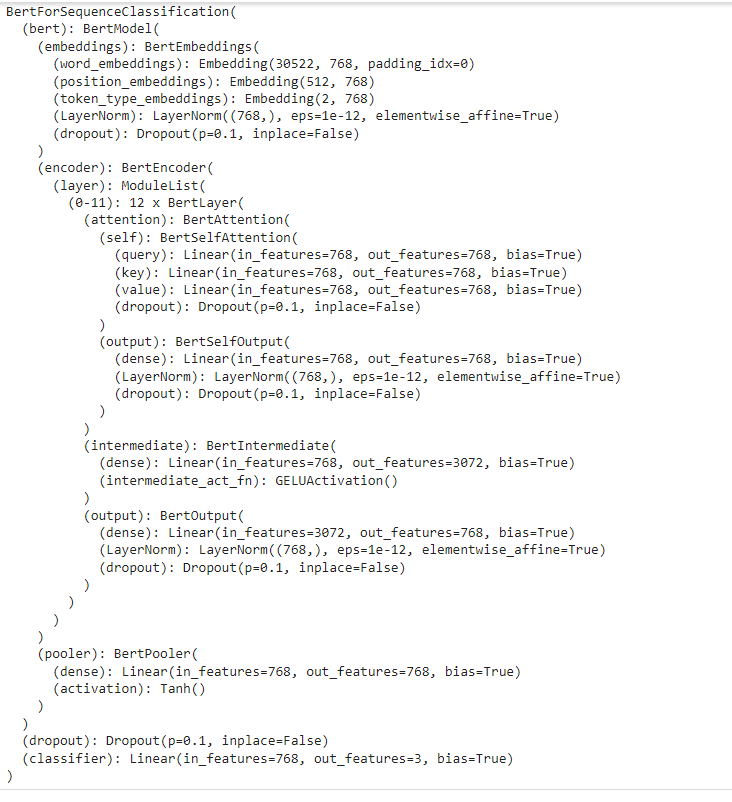 BertForSequenceClassification(
  (bert): BertModel(
    (embeddings): BertEmbeddings(
      (word_embeddings): Embedding(30522, 768, padding_idx=0)
      (position_embeddings): Embedding(512, 768)
      (token_type_embeddings): Embedding(2, 768)
      (LayerNorm): LayerNorm((768,), eps=1e-12, elementwise_affine=True)
      (dropout): Dropout(p=0.1, inplace=False)
    )
    (encoder): BertEncoder(
      (layer): ModuleList(
        (0-11): 12 x BertLayer(
          (attention): BertAttention(
            (self): BertSelfAttention(
              (query): Linear(in_features=768, out_features=768, bias=True)
              (key): Linear(in_features=768, out_features=768, bias=True)
              (value): Linear(in_features=768, out_features=768, bias=True)
              (dropout): Dropout(p=0.1, inplace=False)
            )
            (output): BertSelfOutput(
              (dense): Linear(in_features=768, out_features=768, bias=True)
              (LayerNorm): LayerNorm((768,), eps=1e-12, elementwise_affine=True)
              (dropout): Dropout(p=0.1, inplace=False)
            )
          )
          (intermediate): BertIntermediate(
            (dense): Linear(in_features=768, out_features=3072, bias=True)
            (intermediate_act_fn): GELUActivation()
          )
          (output): BertOutput(
            (dense): Linear(in_features=3072, out_features=768, bias=True)
            (LayerNorm): LayerNorm((768,), eps=1e-12, elementwise_affine=True)
            (dropout): Dropout(p=0.1, inplace=False)
          )
        )
      )
    )
    (pooler): BertPooler(
      (dense): Linear(in_features=768, out_features=768, bias=True)
      (activation): Tanh()
    )
  )
  (dropout): Dropout(p=0.1, inplace=False)
  (classifier): Linear(in_features=768, out_features=3, bias=True)
)